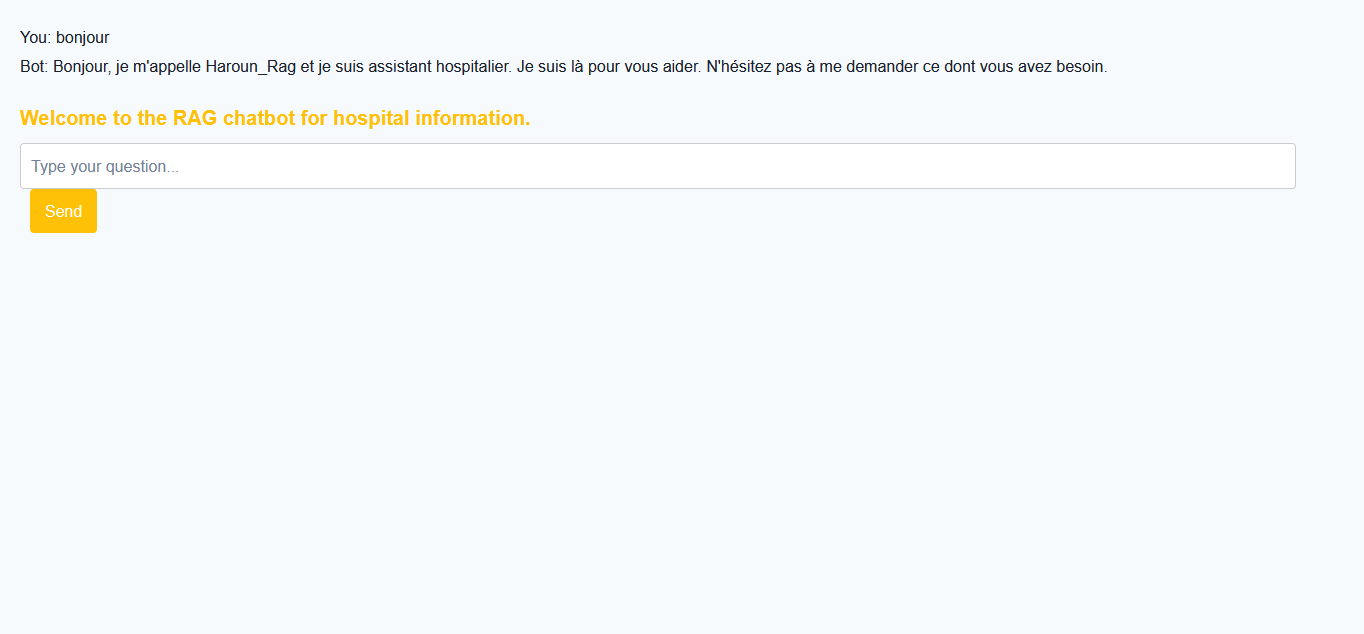 You: bonjour
Bot: Bonjour, je m'appelle Haroun_Rag et je suis assistant hospitalier. Je suis là pour vous aider. N'hésitez pas à me demander ce dont vous avez besoin.
Welcome to the RAG chatbot for hospital information.
Type your question...
Send